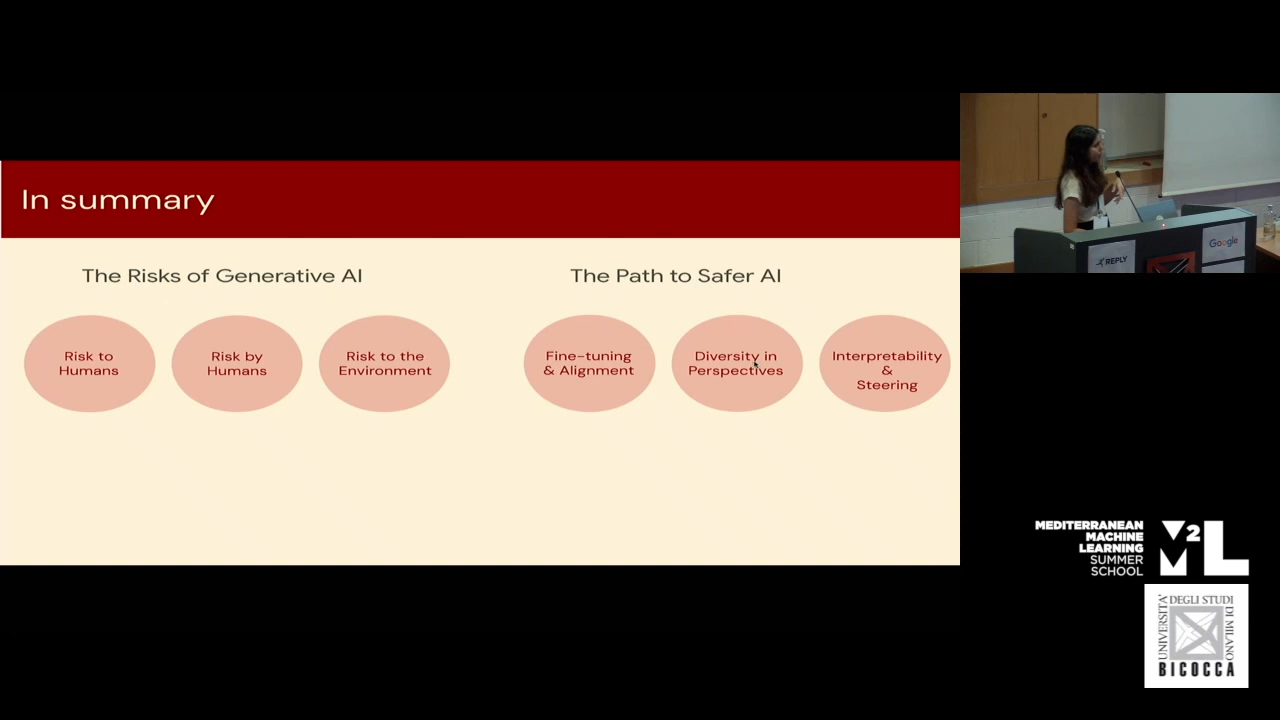 In summary
The Risks of Generative AI
The Path to Safer AI
Risk to
Humans
Risk by
Humans
Risk to the
Environment
Fine-tuning
& Alignment
Diversity in
Perspectives
Interpretability
&
Steering
REPLY
Google
MEDITERRANEAN
MACHINE
LEARNING
SUMMER
SCHOOL
M2L
UNIVERSITA'
DEGLI STUDI
DI MILANO
BICOCCA